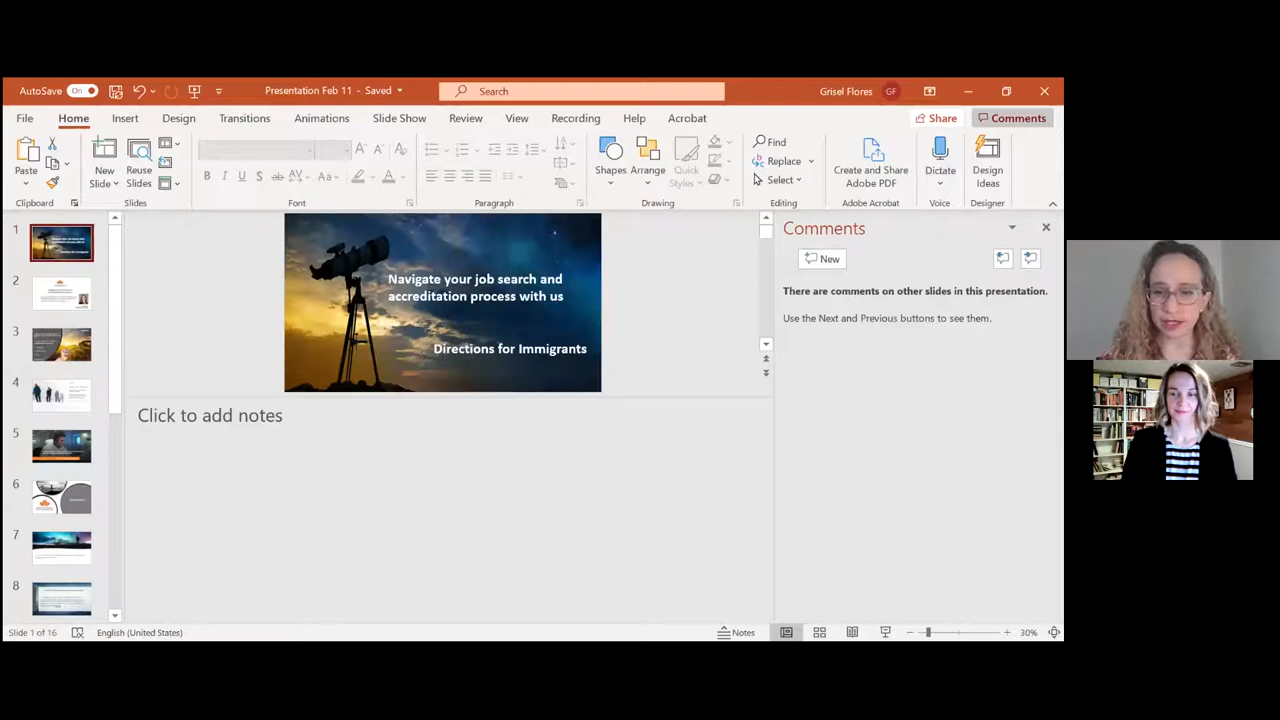 AutoSave On Presentation Feb 11 - Saved Search Grisel Flores GF
File Home Insert Design Transitions Animations Slide Show Review View Recording Help Acrobat Share Comments
Paste
New Slides
Reuse Slides
B I U S ab AV Aa A
Shapes Arrange Quick Styles
Find
Replace
Select
Create and Share Adobe PDF
Dictate
Design Ideas
Clipboard Slides Font Paragraph Drawing Editing Adobe Acrobat Voice Designer
1
2
3
4
5
6
7
8
Navigate your job search and
accreditation process with us
Directions for Immigrants
Click to add notes
Comments
New
There are comments on other slides in this presentation.
Use the Next and Previous buttons to see them.
Slide 1 of 16 English (United States) Notes 30%